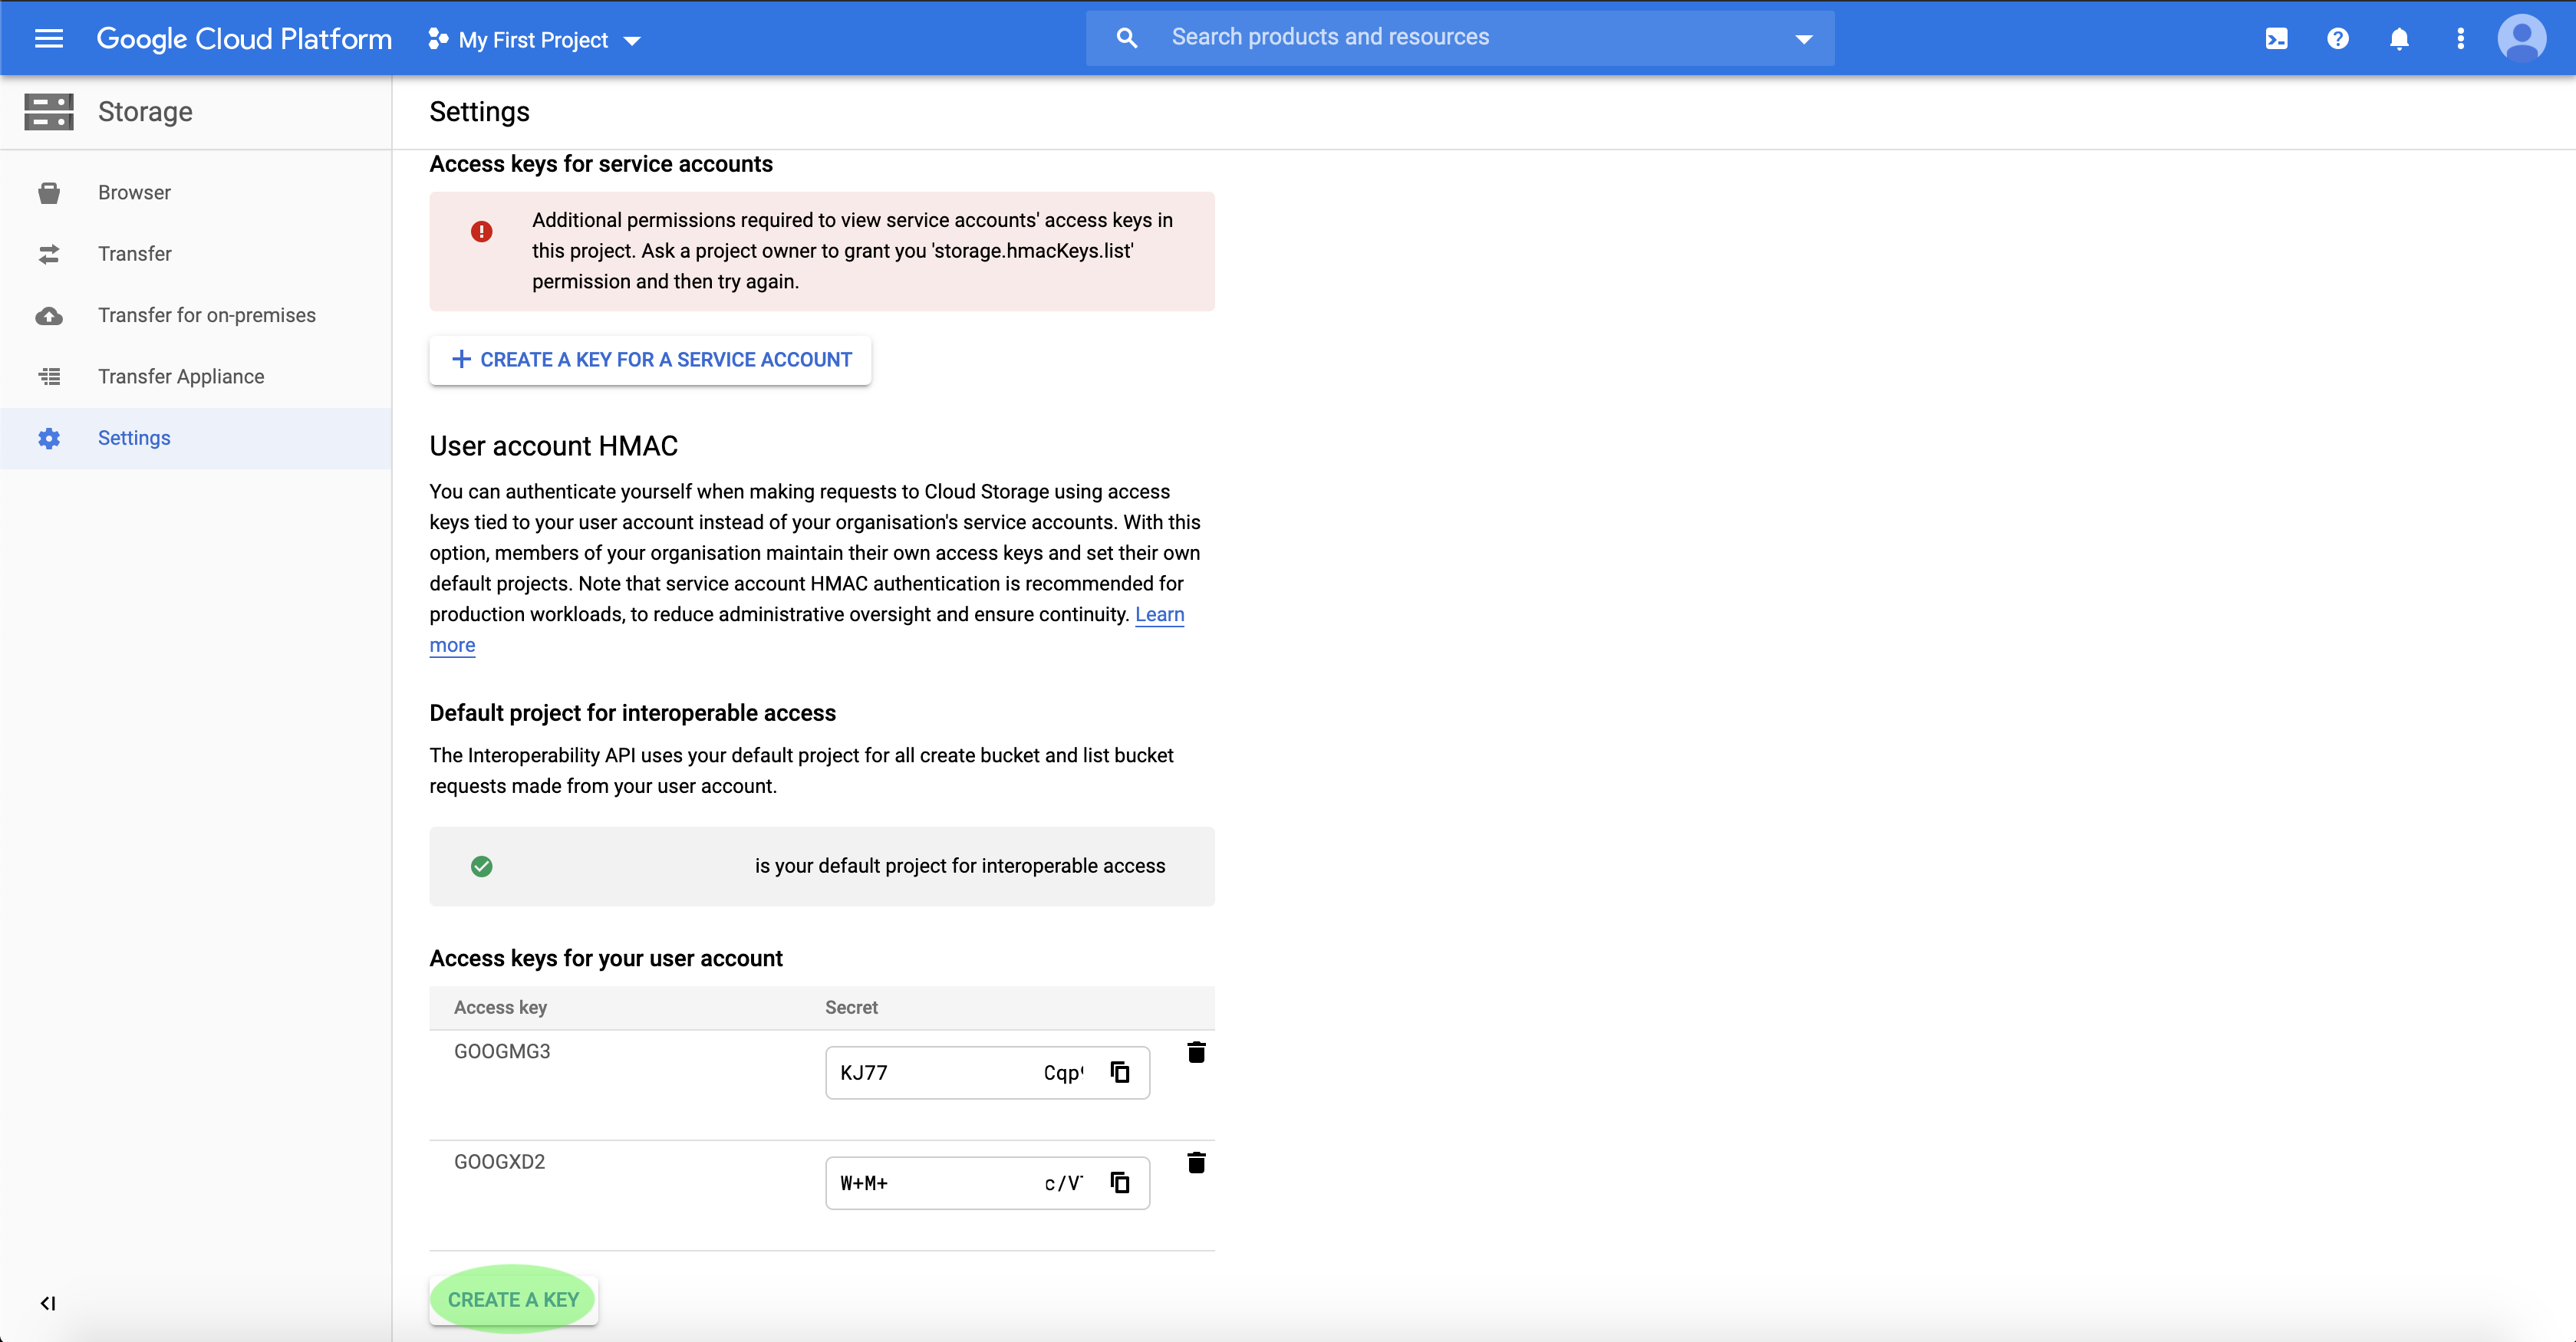 Google Cloud Platform
My First Project
Search products and resources
Storage
Settings
Browser
Transfer
Transfer for on-premises
Transfer Appliance
Settings
Access keys for service accounts
Additional permissions required to view service accounts' access keys in
this project. Ask a project owner to grant you 'storage.hmacKeys.list'
permission and then try again.
CREATE A KEY FOR A SERVICE ACCOUNT
User account HMAC
You can authenticate yourself when making requests to Cloud Storage using access
keys tied to your user account instead of your organisation's service accounts. With this
option, members of your organisation maintain their own access keys and set their own
default projects. Note that service account HMAC authentication is recommended for
production workloads, to reduce administrative oversight and ensure continuity. Learn
more
Default project for interoperable access
The Interoperability API uses your default project for all create bucket and list bucket
requests made from your user account.
is your default project for interoperable access
Access keys for your user account
Access key Secret
GOOGMG3
KJ77 Cqp
GOOGXD2
W+M+ c/V
CREATE A KEY